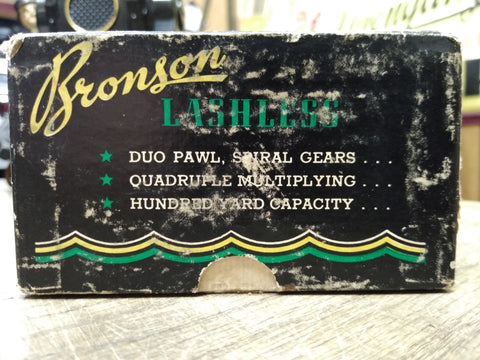 Bronson
LASHLESS
DUO PAWL, SPIRAL GEARS . . .
QUADRUPLE MULTIPLYING . . .
HUNDRED YARD CAPACITY . . .